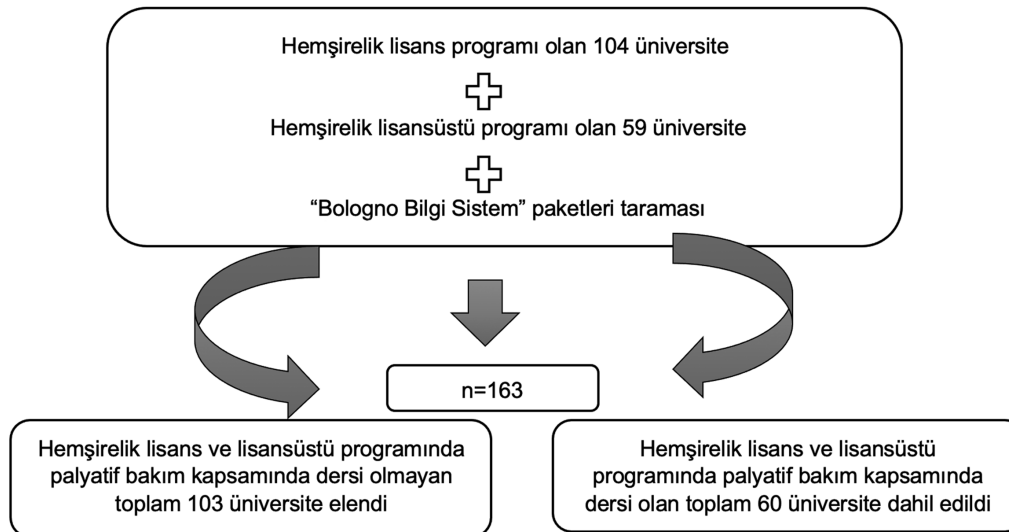 Hemşirelik lisans programı olan 104 üniversite
Hemşirelik lisansüstü programı olan 59 üniversite
“Bologno Bilgi Sistem” paketleri taraması
n=163
Hemşirelik lisans ve lisansüstü programında
palyatif bakım kapsamında dersi olmayan
toplam 103 üniversite elendi
Hemşirelik lisans ve lisansüstü
programında palyatif bakım kapsamında
dersi olan toplam 60 üniversite dahil edildi